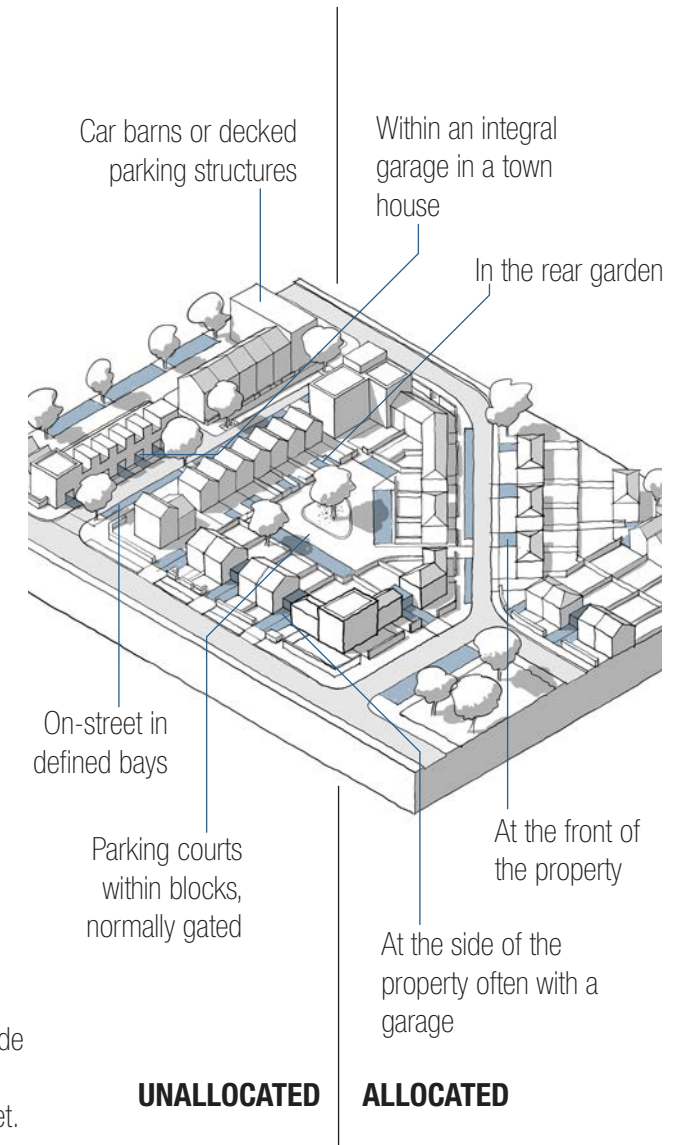 Car barns or decked
parking structures
Within an integral
garage in a town
house
In the rear garden
On-street in
defined bays
Parking courts
within blocks,
normally gated
At the front of
the property
At the side of the
property often with a
garage
de
et.
UNALLOCATED
ALLOCATED